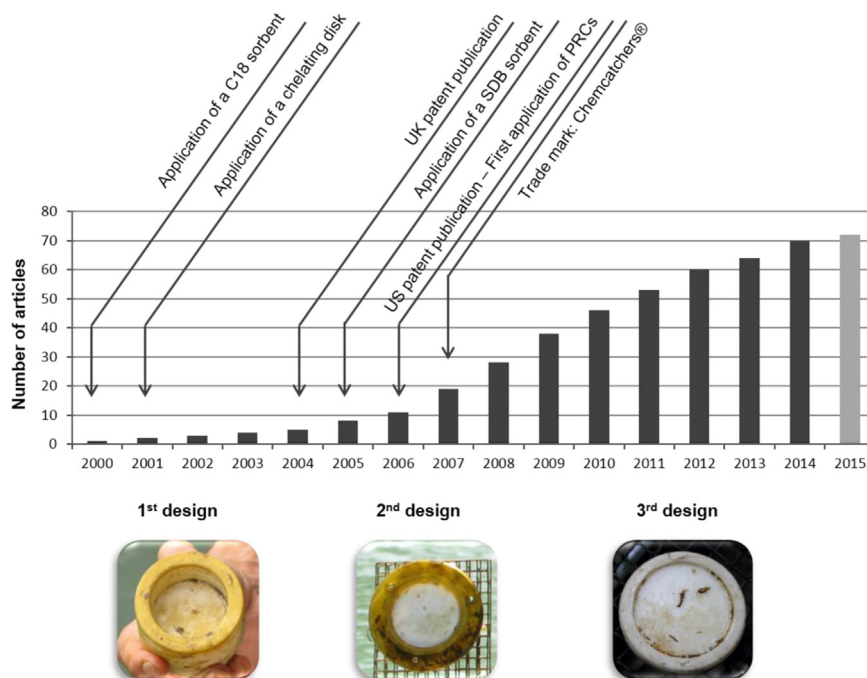 Application of a C18 sorbent
Application of a chelating disk
UK patent publication
Application of a SDB sorbent
US patent publication – First application of PRCs
Trade mark: Chemcatchers®
Number of articles
80
70
60
50
40
30
20
10
0
2000 2001 2002 2003 2004 2005 2006 2007 2008 2009 2010 2011 2012 2013 2014 2015
1st design 2nd design 3rd design